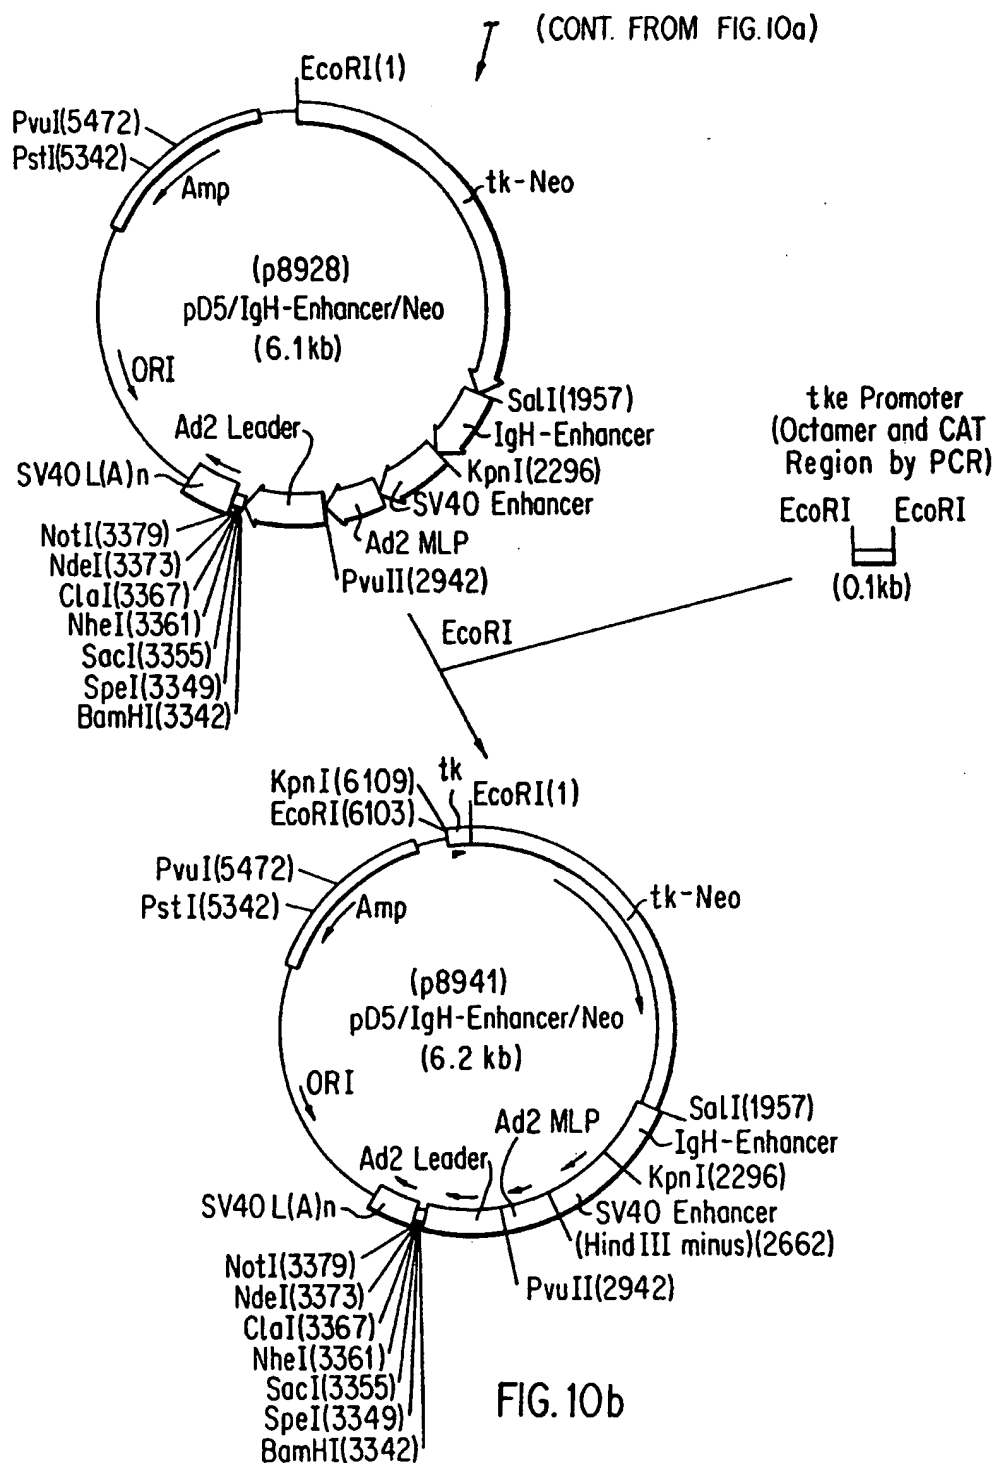 (CONT. FROM FIG.10a)
EcoRI(1)
PvuI(5472)
PstI(5342)
Amp
tk-Neo
(p8928)
pD5/IgH-Enhancer/Neo
(6.1kb)
ORI
Ad2 Leader
SV40 L(A)n
SalI(1957)
IgH-Enhancer
KpnI(2296)
SV40 Enhancer
Ad2 MLP
PvuII(2942)
NotI(3379)
NdeI(3373)
ClaI(3367)
NheI(3361)
SacI(3355)
SpeI(3349)
BamHI(3342)
tke Promoter
(Octamer and CAT
Region by PCR)
EcoRI EcoRI
(0.1kb)
EcoRI
tk
KpnI(6109)
EcoRI(6103)
EcoRI(1)
PvuI(5472)
PstI(5342)
Amp
tk-Neo
(p8941)
pD5/IgH-Enhancer/Neo
(6.2 kb)
ORI
Ad2 MLP
Ad2 Leader
SV40 L(A)n
SalI(1957)
IgH-Enhancer
KpnI(2296)
SV40 Enhancer
(Hind III minus)(2662)
PvuII(2942)
NotI(3379)
NdeI(3373)
ClaI(3367)
NheI(3361)
SacI(3355)
SpeI(3349)
BamHI(3342)
FIG. 10b